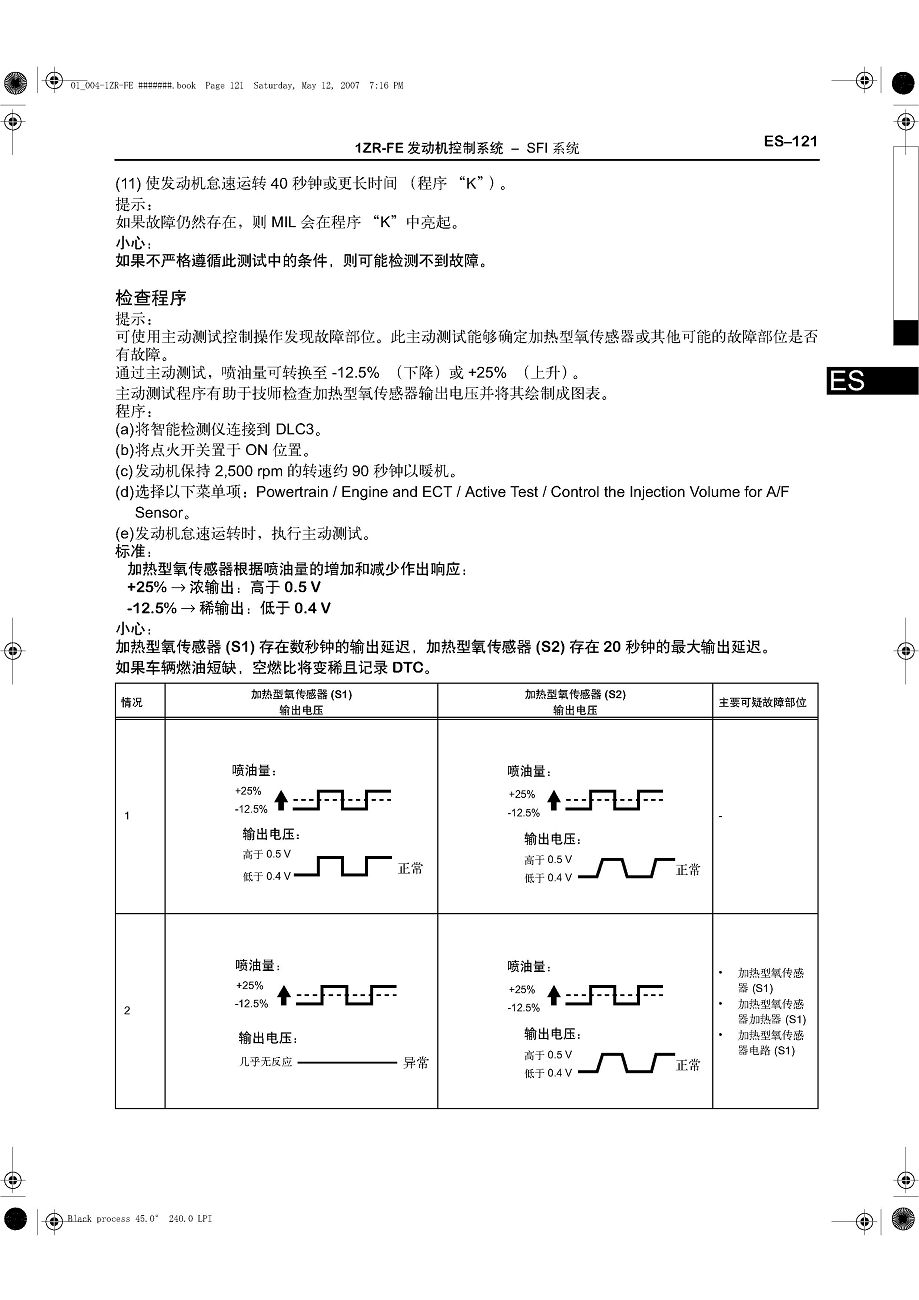 01_004-1ZR-FE #######.book Page 121 Saturday, May 12, 2007 7:16 PM
ES–121
1ZR-FE 发动机控制系统 – SFI 系统
(11) 使发动机怠速运转 40 秒钟或更长时间 （程序 “K”）。
提示：
如果故障仍然存在，则 MIL 会在程序 “K” 中亮起。
小心：
如果不严格遵循此测试中的条件，则可能检测不到故障。
检查程序
提示：
可使用主动测试控制操作发现故障部位。此主动测试能够确定加热型氧传感器或其他可能的故障部位是否
有故障。
通过主动测试，喷油量可转换至 -12.5% （下降）或 +25% （上升）。
ES
主动测试程序有助于技师检查加热型氧传感器输出电压并将其绘制成图表。
程序：
(a)将智能检测仪连接到 DLC3。
(b)将点火开关置于 ON 位置。
(c)发动机保持 2,500 rpm 的转速约 90 秒钟以暖机。
(d)选择以下菜单项：Powertrain / Engine and ECT / Active Test / Control the Injection Volume for A/F
Sensor。
(e)发动机怠速运转时，执行主动测试。
标准：
加热型氧传感器根据喷油量的增加和减少作出响应：
+25% → 浓输出：高于 0.5 V
-12.5% → 稀输出：低于 0.4 V
小心：
加热型氧传感器 (S1) 存在数秒钟的输出延迟，加热型氧传感器 (S2) 存在 20 秒钟的最大输出延迟。
如果车辆燃油短缺，空燃比将变稀且记录 DTC。
情况
加热型氧传感器 (S1)
输出电压
加热型氧传感器 (S2)
输出电压
主要可疑故障部位
1
喷油量：
+25%
-12.5%
输出电压：
高于 0.5 V
低于 0.4 V
正常
喷油量：
+25%
-12.5%
输出电压：
高于 0.5 V
低于 0.4 V
正常
-
2
喷油量：
+25%
-12.5%
输出电压：
几乎无反应
异常
喷油量：
+25%
-12.5%
输出电压：
高于 0.5 V
低于 0.4 V
正常
• 加热型氧传感
器 (S1)
• 加热型氧传感
器加热器 (S1)
• 加热型氧传感
器电路 (S1)
Black process 45.0° 240.0 LPI